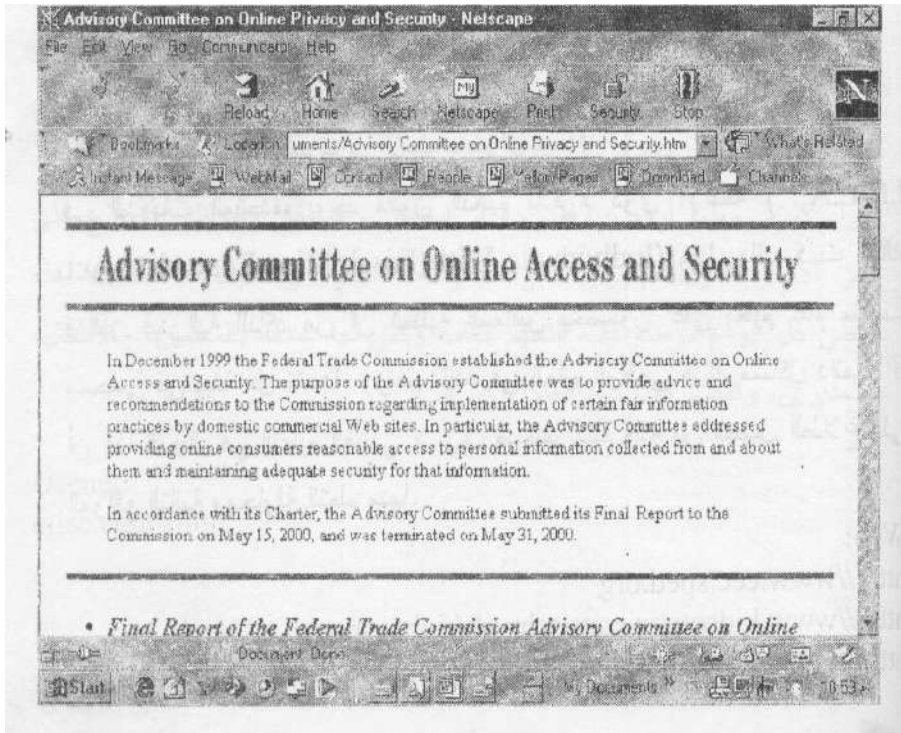 Advisory Committee on Online Privacy and Security - Netscape
File Edit View Go Communicator Help
Reload Home Search Netscape Print Security Stop
Bookmarks Location uments/Advisory Committee on Online Privacy and Security.htm What's Related
Instant Message WebMail Contact People Yellow Pages Download Channels
Advisory Committee on Online Access and Security
In December 1999 the Federal Trade Commission established the Advisory Committee on Online
Access and Security. The purpose of the Advisory Committee was to provide advice and
recommendations to the Commission regarding implementation of certain fair information
practices by domestic commercial Web sites. In particular, the Advisory Committee addressed
providing online consumers reasonable access to personal information collected from and about
them and maintaining adequate security for that information.
In accordance with its Charter, the Advisory Committee submitted its Final Report to the
Commission on May 15, 2000, and was terminated on May 31, 2000.
• Final Report of the Federal Trade Commission Advisory Committee on Online
Document Done
Start My Documents » 10:53